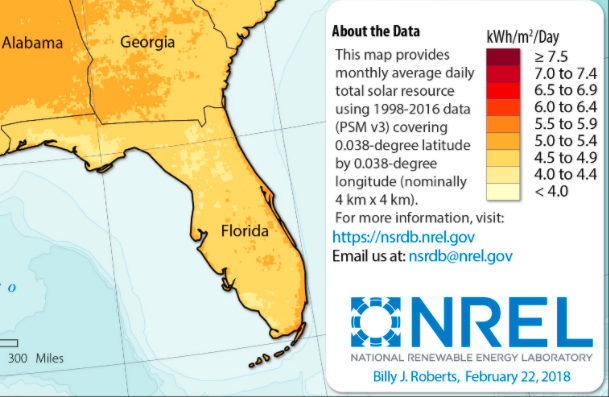 Alabama
Georgia
Florida
o
300 Miles
About the Data
This map provides
monthly average daily
total solar resource
using 1998-2016 data
(PSM v3) covering
0.038-degree latitude
by 0.038-degree
longitude (nominally
4 km x 4 km).
For more information, visit:
https://nsrdb.nrel.gov
Email us at: nsrdb@nrel.gov
kWh/m²/Day
≥ 7.5
7.0 to 7.4
6.5 to 6.9
6.0 to 6.4
5.5 to 5.9
5.0 to 5.4
4.5 to 4.9
4.0 to 4.4
< 4.0
NREL
NATIONAL RENEWABLE ENERGY LABORATORY
Billy J. Roberts, February 22, 2018